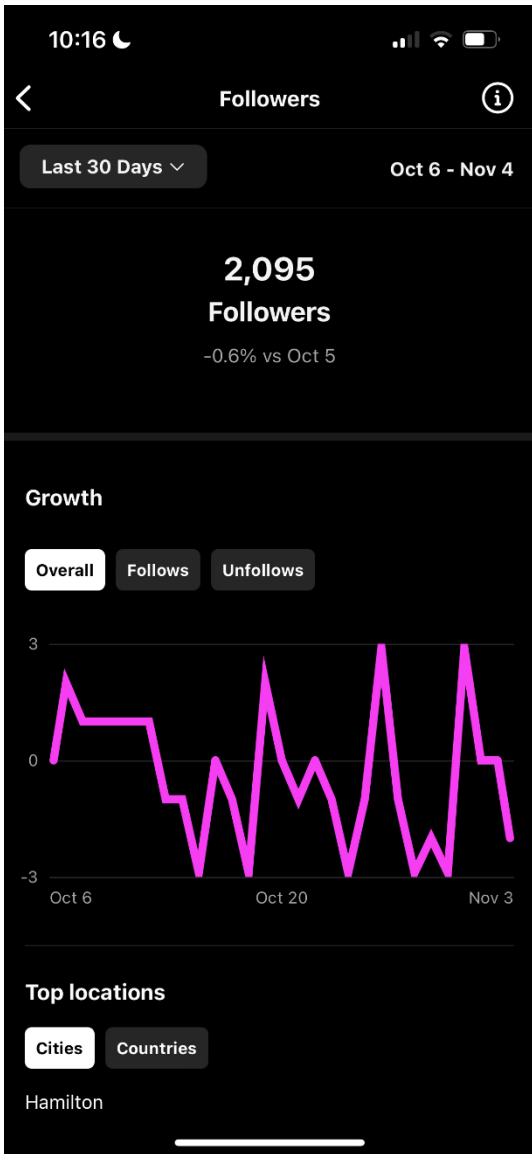 10:16
Followers
Last 30 Days
Oct 6 - Nov 4
2,095
Followers
-0.6% vs Oct 5
Growth
Overall Follows Unfollows
3
0
-3
Oct 6 Oct 20 Nov 3
Top locations
Cities Countries
Hamilton